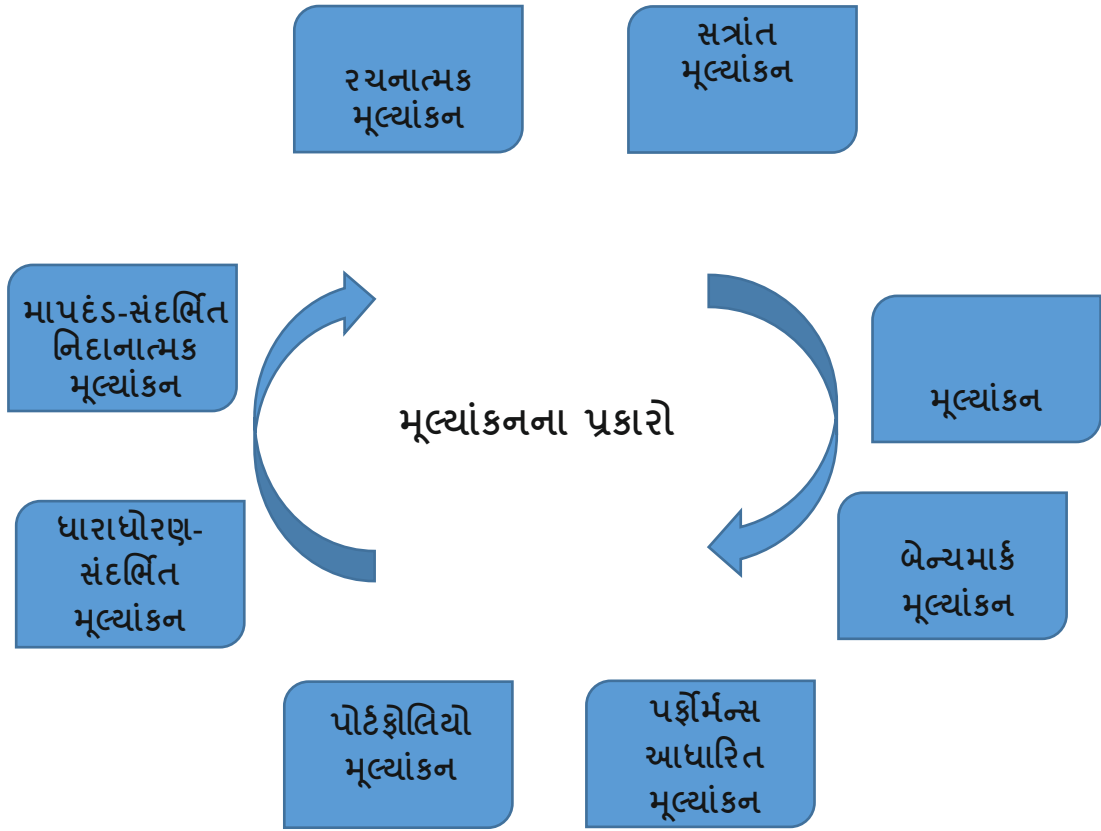 રચનાત્મક
મૂલ્યાંકન
સત્રાંત
મૂલ્યાંકન
માપદંડ-સંદર્ભિત
નિદાનાત્મક
મૂલ્યાંકન
મૂલ્યાંકન
મૂલ્યાંકનના પ્રકારો
ધારાધોરણ-
સંદર્ભિત
મૂલ્યાંકન
બેન્ચમાર્ક
મૂલ્યાંકન
પોર્ટફોલિયો
મૂલ્યાંકન
પર્ફોર્મન્સ
આધારિત
મૂલ્યાંકન